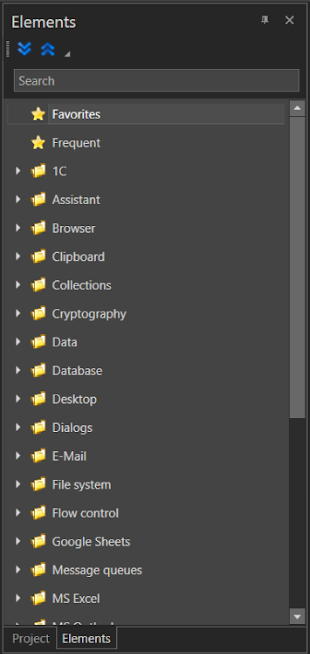 Elements
Search
Favorites
Frequent
1C
Assistant
Browser
Clipboard
Collections
Cryptography
Data
Database
Desktop
Dialogs
E-Mail
File system
Flow control
Google Sheets
Message queues
MS Excel
Project Elements